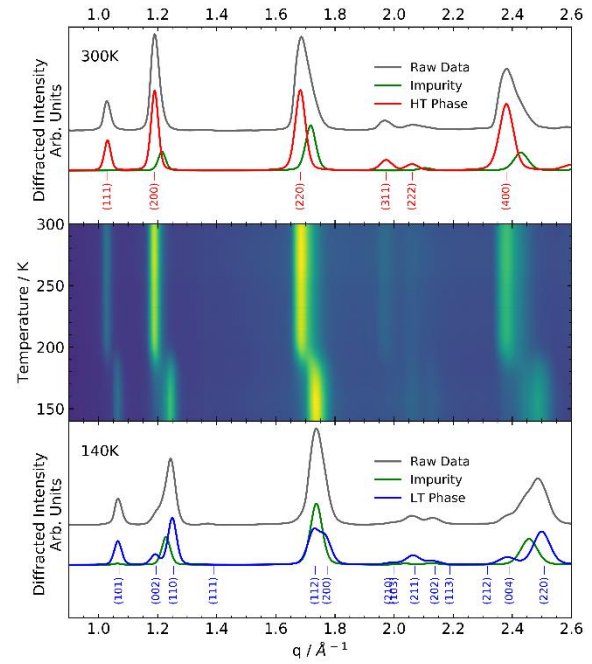 1.0 1.2 1.4 1.6 1.8 2.0 2.2 2.4 2.6
300K
Raw Data
Impurity
HT Phase
Diffracted Intensity
Arb. Units
(111)
(200)
(220)
(311)
(222)
(400)
300
250
200
150
Temperature / K
140K
Raw Data
Impurity
LT Phase
Diffracted Intensity
Arb. Units
(101)
(002)
(110)
(111)
(112)
(200)
(103)
(211)
(202)
(113)
(212)
(004)
(220)
1.0 1.2 1.4 1.6 1.8 2.0 2.2 2.4 2.6
q / Å⁻¹